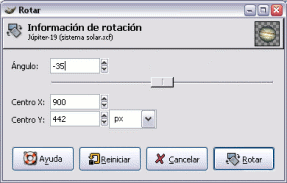 Rotar
Información de rotación
Júpiter-19 (sistema solar.xcf)
Ángulo: -35
Centro X: 900
Centro Y: 442 px
Ayuda Reiniciar Cancelar Rotar